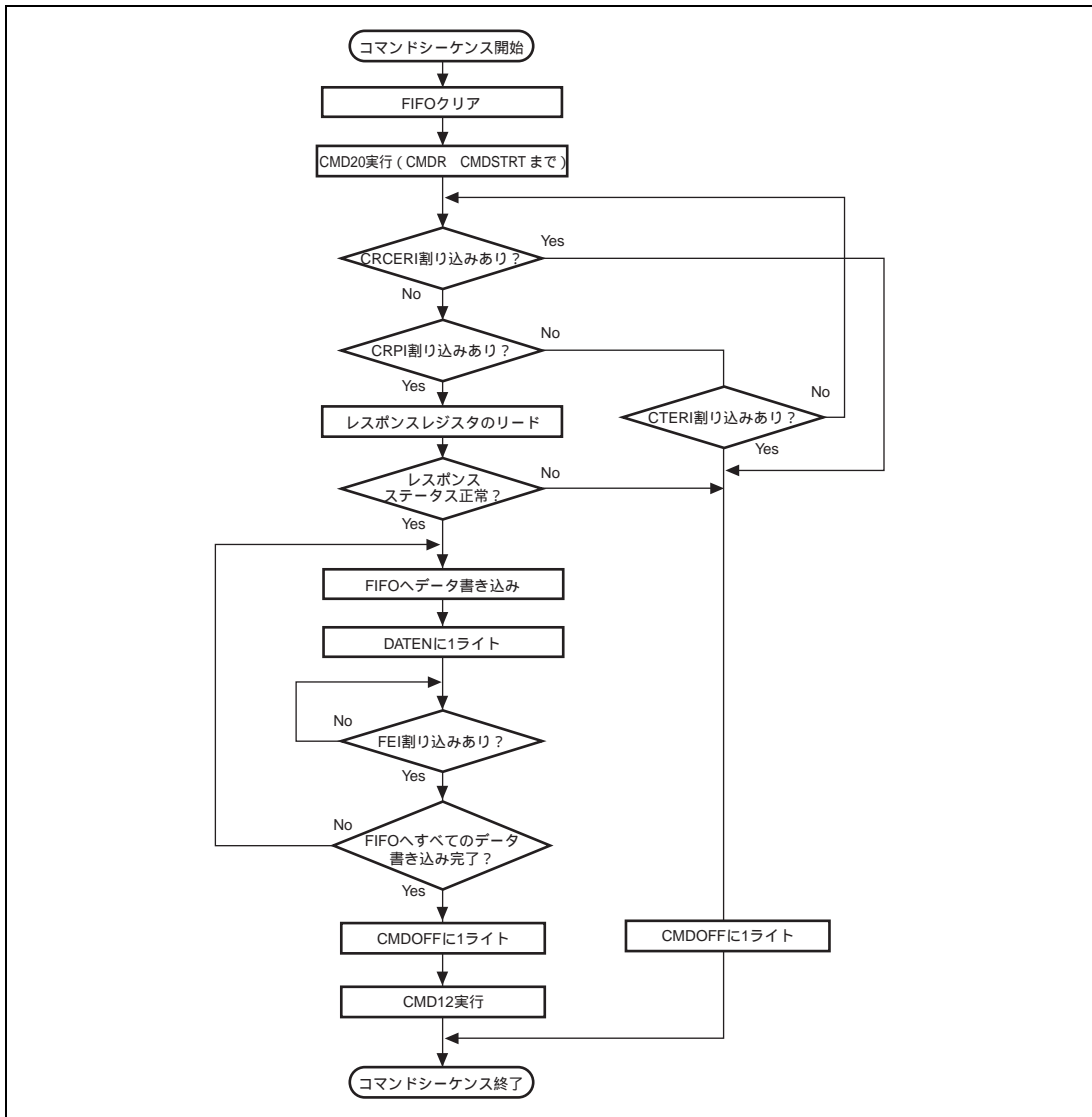 コマンドシーケンス開始
FIFOクリア
CMD20実行 ( CMDR　CMDSTRT まで )
CRCERI割り込みあり？
Yes
No
CRPI割り込みあり？
No
Yes
CTERI割り込みあり？
No
Yes
レスポンスレジスタのリード
レスポンス
ステータス正常？
No
Yes
FIFOへデータ書き込み
DATENに1ライト
No
FEI割り込みあり？
Yes
No
FIFOへすべてのデータ
書き込み完了？
Yes
CMDOFFに1ライト
CMDOFFに1ライト
CMD12実行
コマンドシーケンス終了